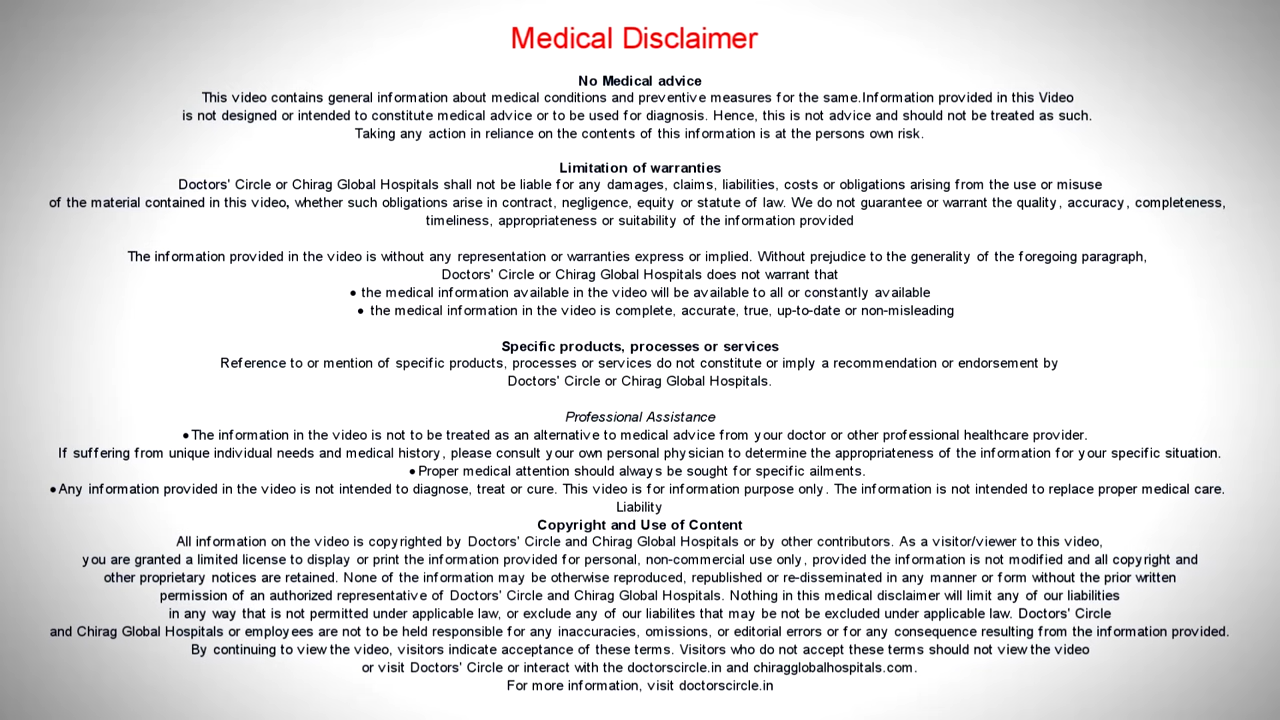 Medical Disclaimer
No Medical advice
This video contains general information about medical conditions and preventive measures for the same.Information provided in this Video
is not designed or intended to constitute medical advice or to be used for diagnosis. Hence, this is not advice and should not be treated as such.
Taking any action in reliance on the contents of this information is at the persons own risk.
Limitation of warranties
Doctors' Circle or Chirag Global Hospitals shall not be liable for any damages, claims, liabilities, costs or obligations arising from the use or misuse
of the material contained in this video, whether such obligations arise in contract, negligence, equity or statute of law. We do not guarantee or warrant the quality, accuracy, completeness,
timeliness, appropriateness or suitability of the information provided
The information provided in the video is without any representation or warranties express or implied. Without prejudice to the generality of the foregoing paragraph,
Doctors' Circle or Chirag Global Hospitals does not warrant that
• the medical information available in the video will be available to all or constantly available
• the medical information in the video is complete, accurate, true, up-to-date or non-misleading
Specific products, processes or services
Reference to or mention of specific products, processes or services do not constitute or imply a recommendation or endorsement by
Doctors' Circle or Chirag Global Hospitals.
Professional Assistance
•The information in the video is not to be treated as an alternative to medical advice from your doctor or other professional healthcare provider.
If suffering from unique individual needs and medical history, please consult your own personal physician to determine the appropriateness of the information for your specific situation.
•Proper medical attention should always be sought for specific ailments.
•Any information provided in the video is not intended to diagnose, treat or cure. This video is for information purpose only. The information is not intended to replace proper medical care.
Liability
Copyright and Use of Content
All information on the video is copyrighted by Doctors' Circle and Chirag Global Hospitals or by other contributors. As a visitor/viewer to this video,
you are granted a limited license to display or print the information provided for personal, non-commercial use only, provided the information is not modified and all copyright and
other proprietary notices are retained. None of the information may be otherwise reproduced, republished or re-disseminated in any manner or form without the prior written
permission of an authorized representative of Doctors' Circle and Chirag Global Hospitals. Nothing in this medical disclaimer will limit any of our liabilities
in any way that is not permitted under applicable law, or exclude any of our liabilites that may be not be excluded under applicable law. Doctors' Circle
and Chirag Global Hospitals or employees are not to be held responsible for any inaccuracies, omissions, or editorial errors or for any consequence resulting from the information provided.
By continuing to view the video, visitors indicate acceptance of these terms. Visitors who do not accept these terms should not view the video
or visit Doctors' Circle or interact with the doctorscircle.in and chiragglobalhospitals.com.
For more information, visit doctorscircle.in